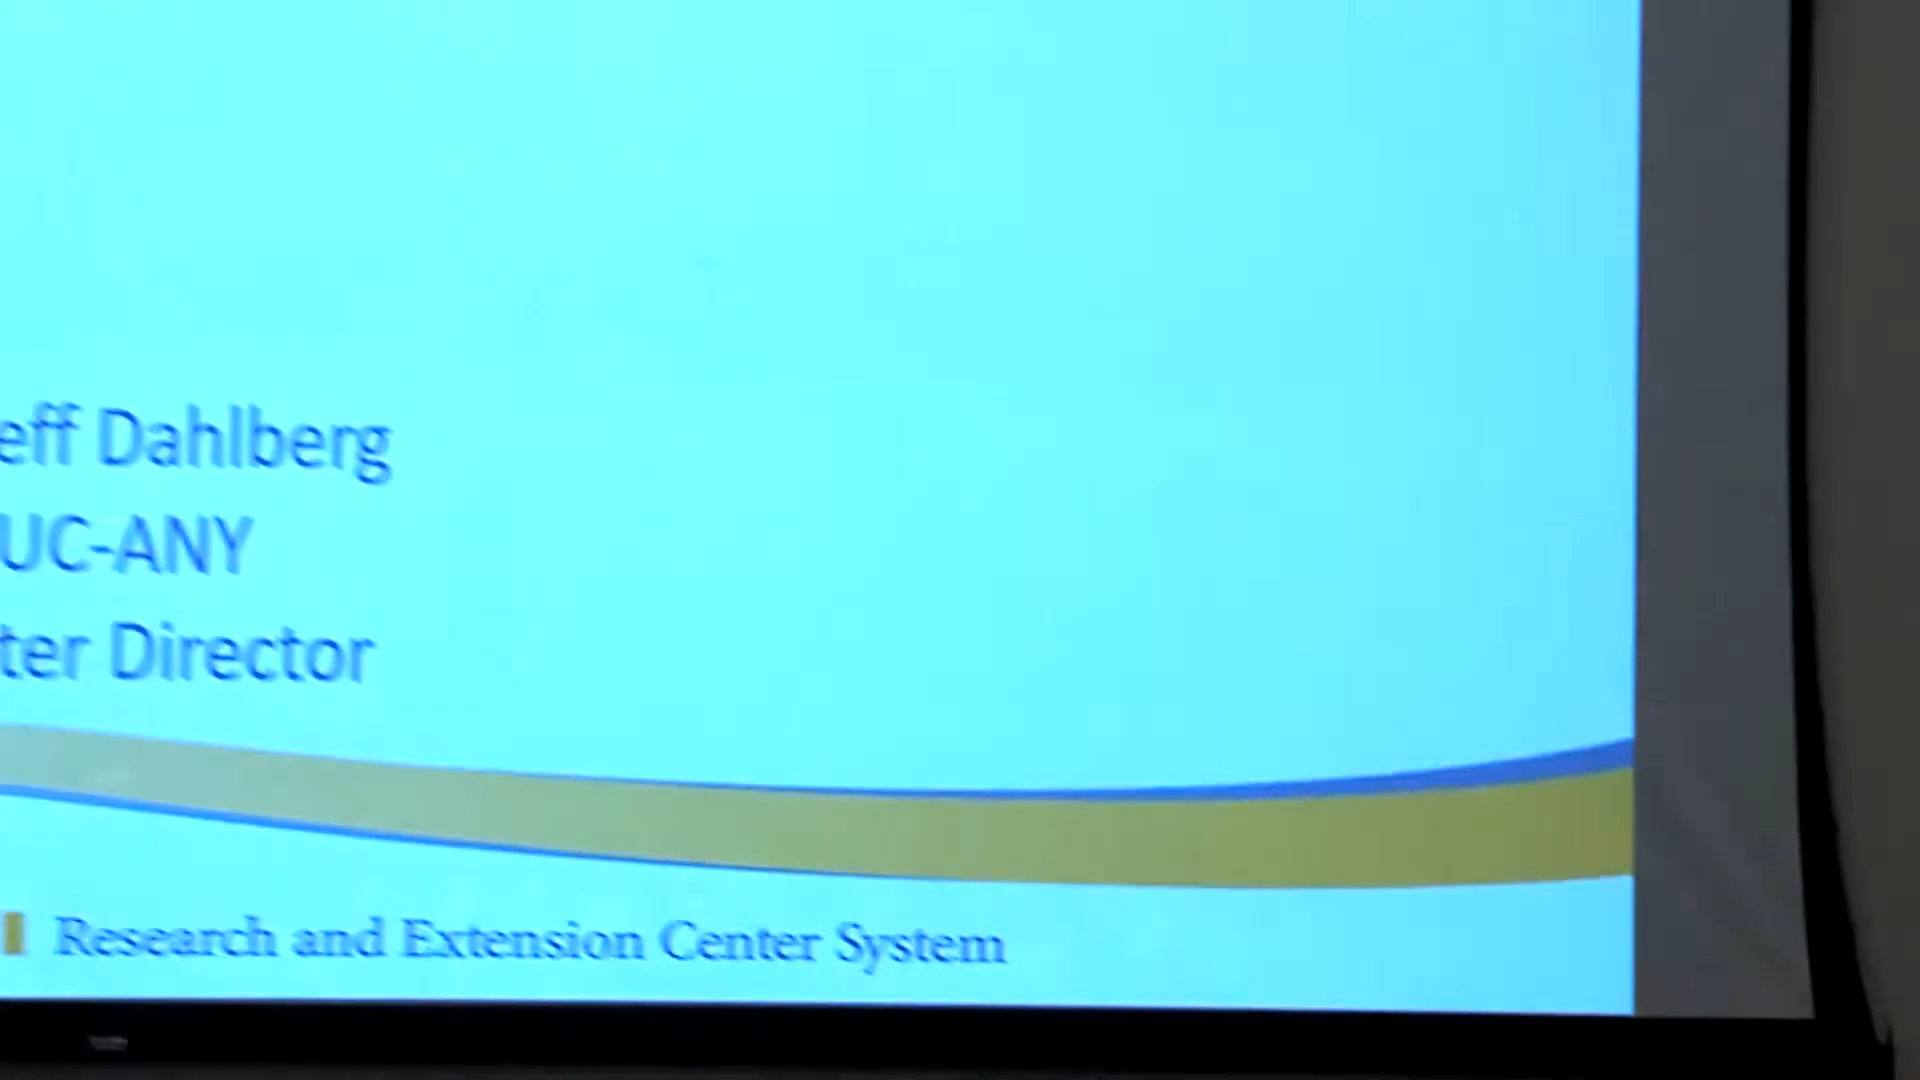 eff Dahlberg
UC-ANY
ter Director
Research and Extension Center System